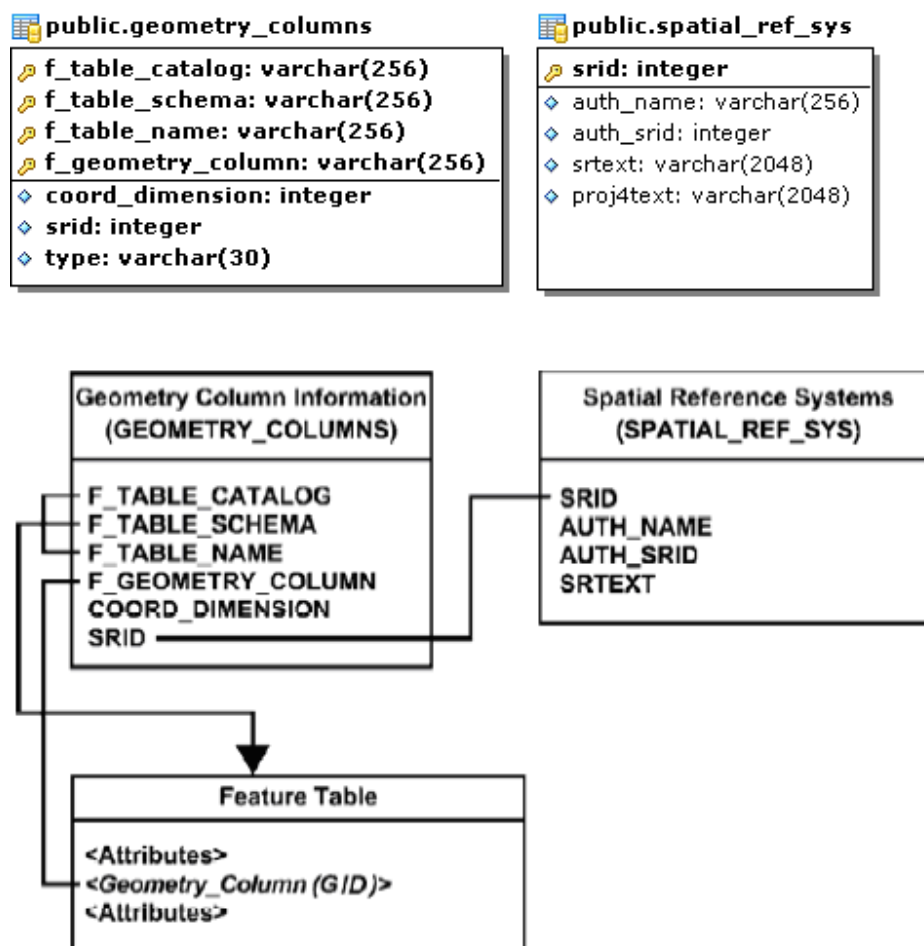 public.geometry_columns
f_table_catalog: varchar(256)
f_table_schema: varchar(256)
f_table_name: varchar(256)
f_geometry_column: varchar(256)
coord_dimension: integer
srid: integer
type: varchar(30)
public.spatial_ref_sys
srid: integer
auth_name: varchar(256)
auth_srid: integer
srtext: varchar(2048)
proj4text: varchar(2048)
Geometry Column Information
(GEOMETRY_COLUMNS)
F_TABLE_CATALOG
F_TABLE_SCHEMA
F_TABLE_NAME
F_GEOMETRY_COLUMN
COORD_DIMENSION
SRID
Spatial Reference Systems
(SPATIAL_REF_SYS)
SRID
AUTH_NAME
AUTH_SRID
SRTEXT
Feature Table
<Attributes>
<Geometry_Column (GID)>
<Attributes>